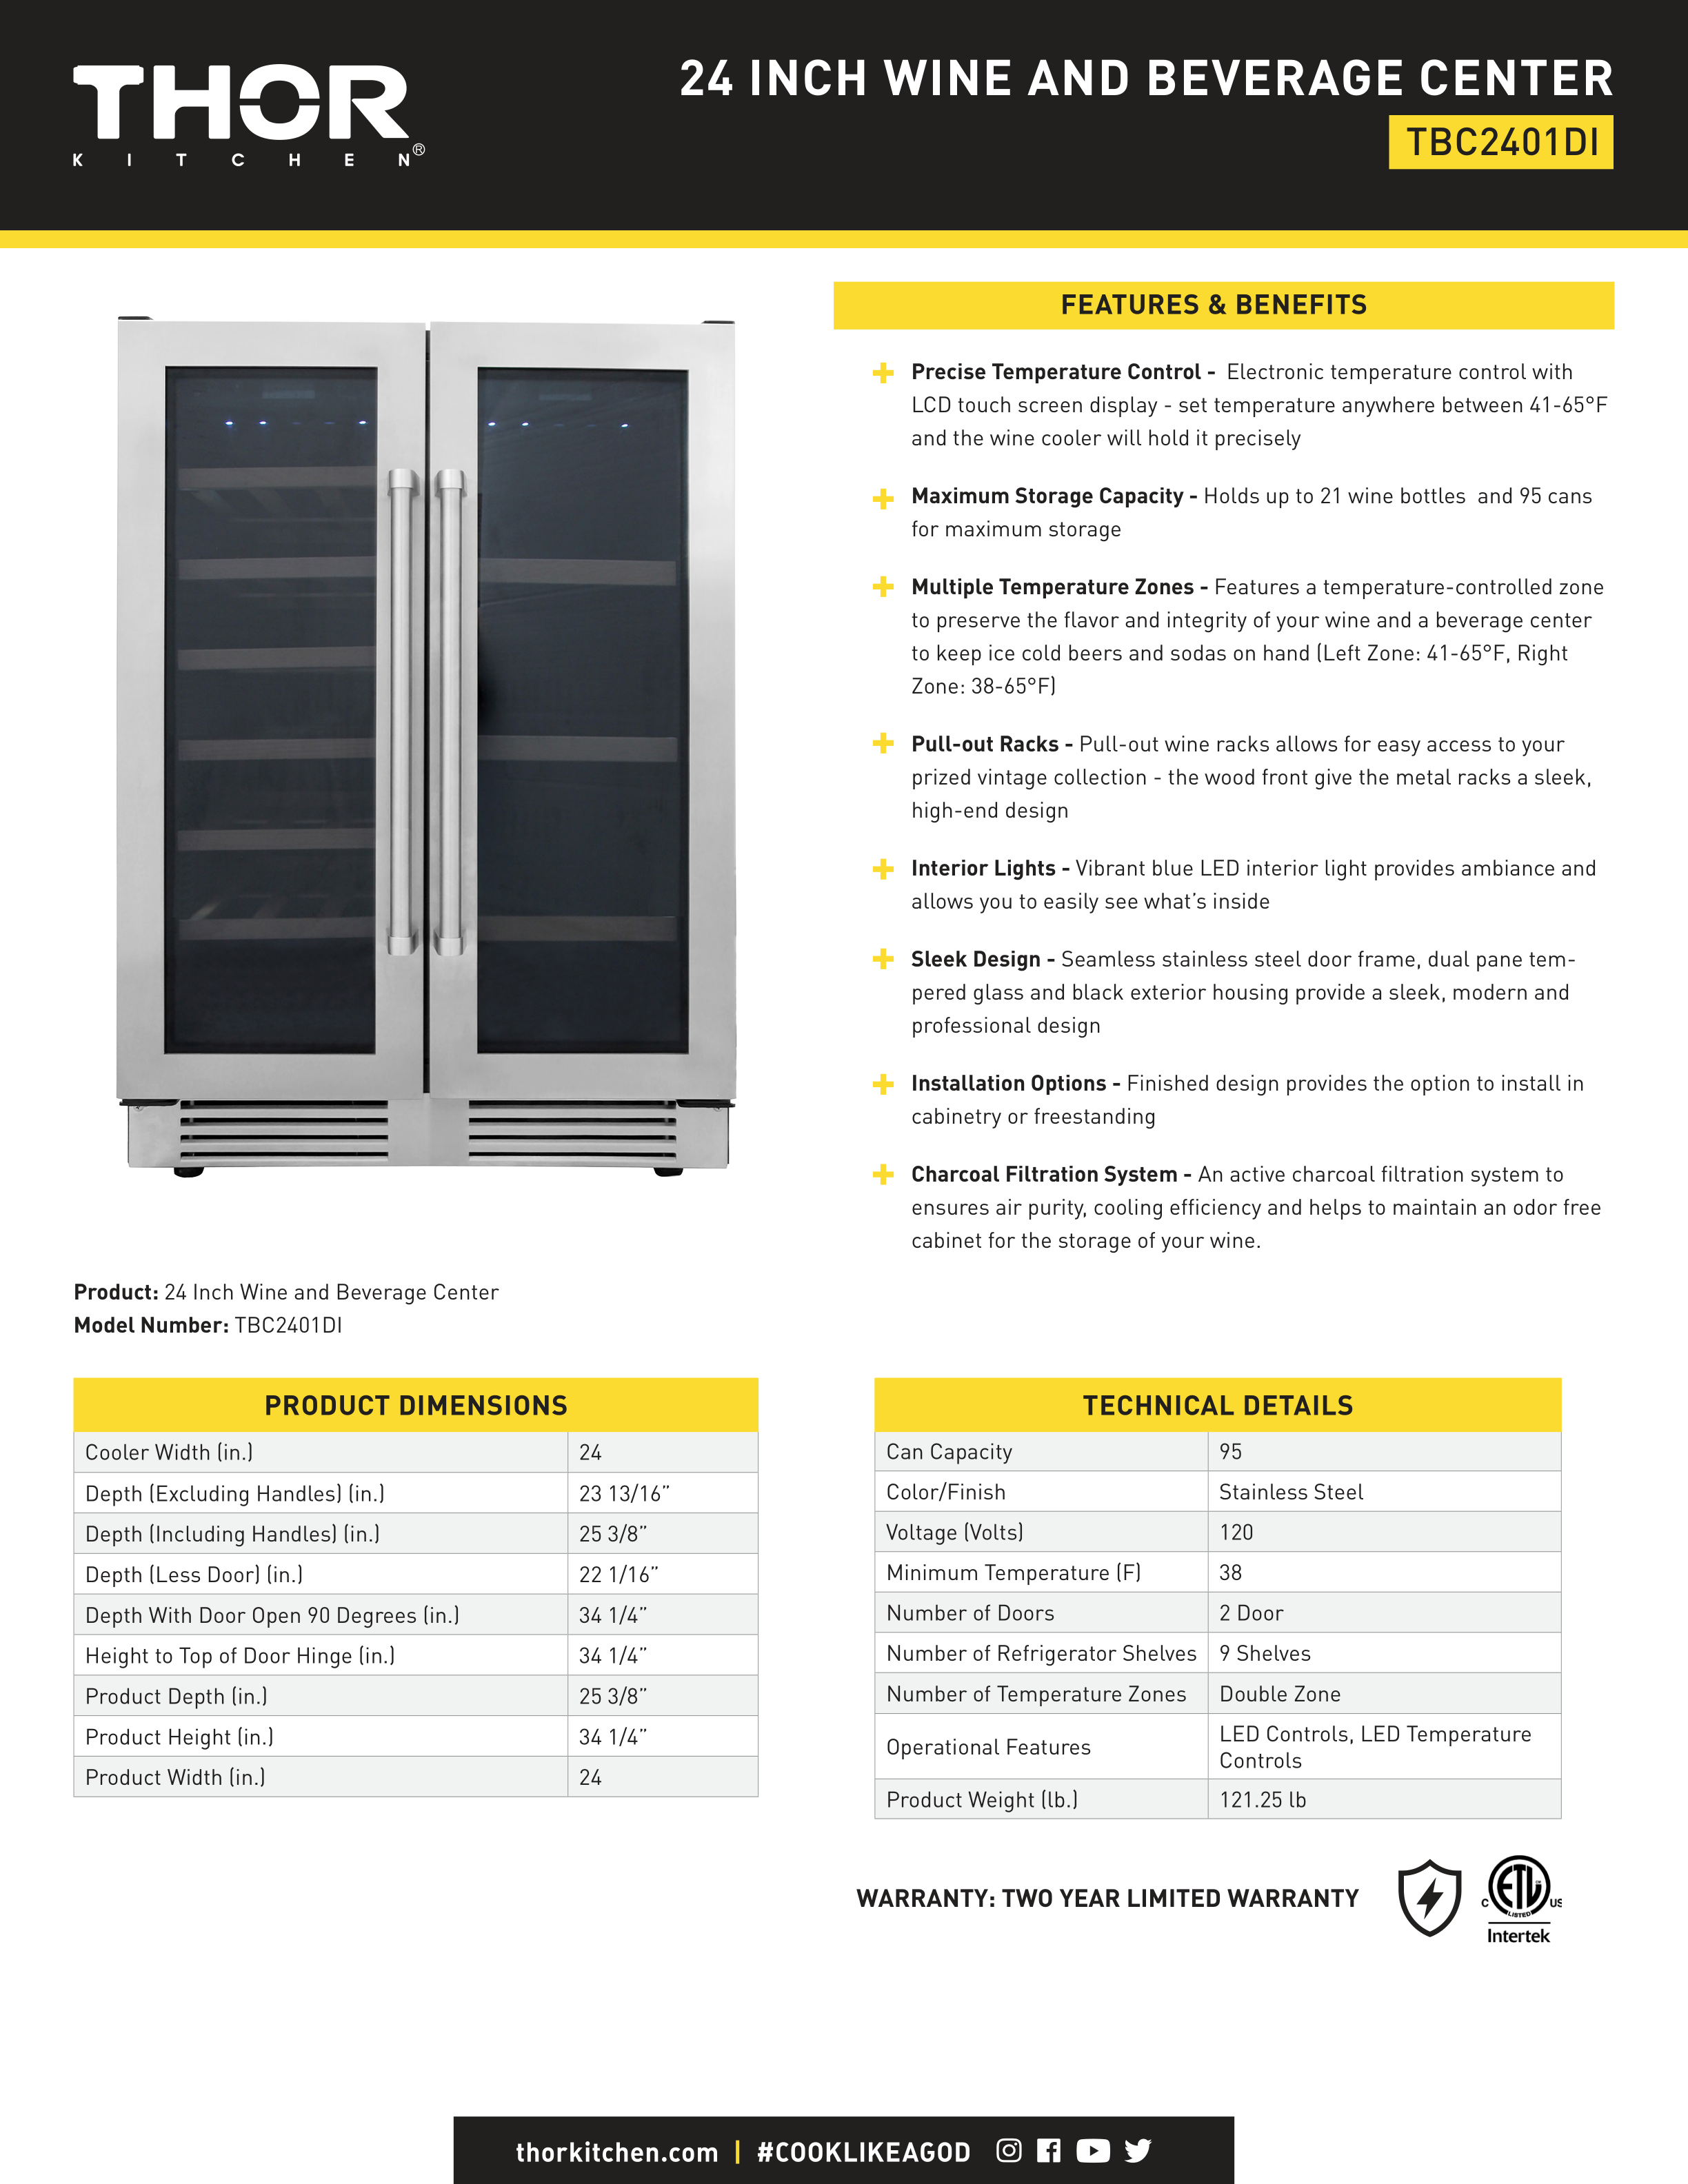 THOR
KITCHEN®
24 INCH WINE AND BEVERAGE CENTER
TBC2401DI
FEATURES & BENEFITS
Precise Temperature Control - Electronic temperature control with
LCD touch screen display - set temperature anywhere between 41-65°F
and the wine cooler will hold it precisely
Maximum Storage Capacity - Holds up to 21 wine bottles and 95 cans
for maximum storage
Multiple Temperature Zones - Features a temperature-controlled zone
to preserve the flavor and integrity of your wine and a beverage center
to keep ice cold beers and sodas on hand (Left Zone: 41-65°F, Right
Zone: 38-65°F)
Pull-out Racks - Pull-out wine racks allows for easy access to your
prized vintage collection - the wood front give the metal racks a sleek,
high-end design
Interior Lights - Vibrant blue LED interior light provides ambiance and
allows you to easily see what's inside
Sleek Design - Seamless stainless steel door frame, dual pane tem-
pered glass and black exterior housing provide a sleek, modern and
professional design
Installation Options - Finished design provides the option to install in
cabinetry or freestanding
Charcoal Filtration System - An active charcoal filtration system to
ensures air purity, cooling efficiency and helps to maintain an odor free
cabinet for the storage of your wine.
Product: 24 Inch Wine and Beverage Center
Model Number: TBC2401DI
PRODUCT DIMENSIONS
Cooler Width (in.) 24
Depth (Excluding Handles) (in.) 23 13/16”
Depth (Including Handles) (in.) 25 3/8”
Depth (Less Door) (in.) 22 1/16”
Depth With Door Open 90 Degrees (in.) 34 1/4”
Height to Top of Door Hinge (in.) 34 1/4”
Product Depth (in.) 25 3/8”
Product Height (in.) 34 1/4”
Product Width (in.) 24
TECHNICAL DETAILS
Can Capacity 95
Color/Finish Stainless Steel
Voltage (Volts) 120
Minimum Temperature (F) 38
Number of Doors 2 Door
Number of Refrigerator Shelves 9 Shelves
Number of Temperature Zones Double Zone
Operational Features LED Controls, LED Temperature
Controls
Product Weight (lb.) 121.25 lb
WARRANTY: TWO YEAR LIMITED WARRANTY
C ETL US
LISTED
Intertek
thorkitchen.com | #COOKLIKEAGOD